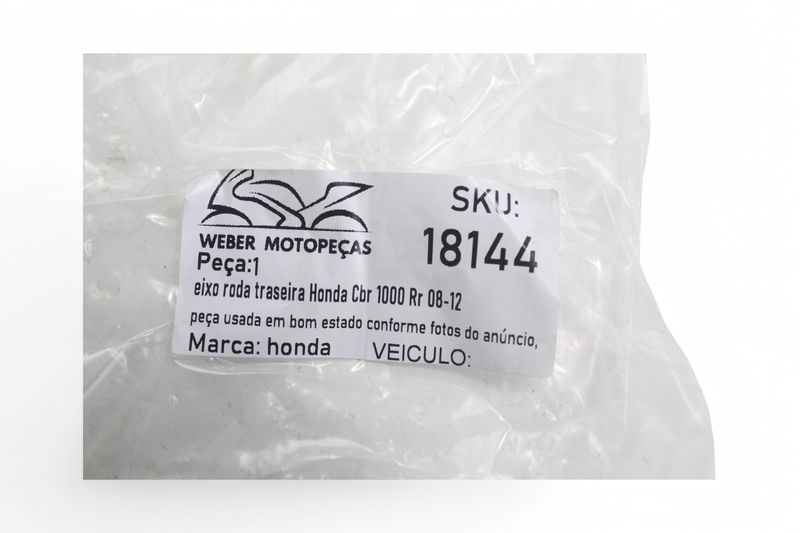 WEBER MOTOPEÇAS
SKU:
18144
Peça:1
eixo roda traseira Honda Cbr 1000 Rr 08-12
peça usada em bom estado conforme fotos do anúncio,
Marca: honda VEICULO: